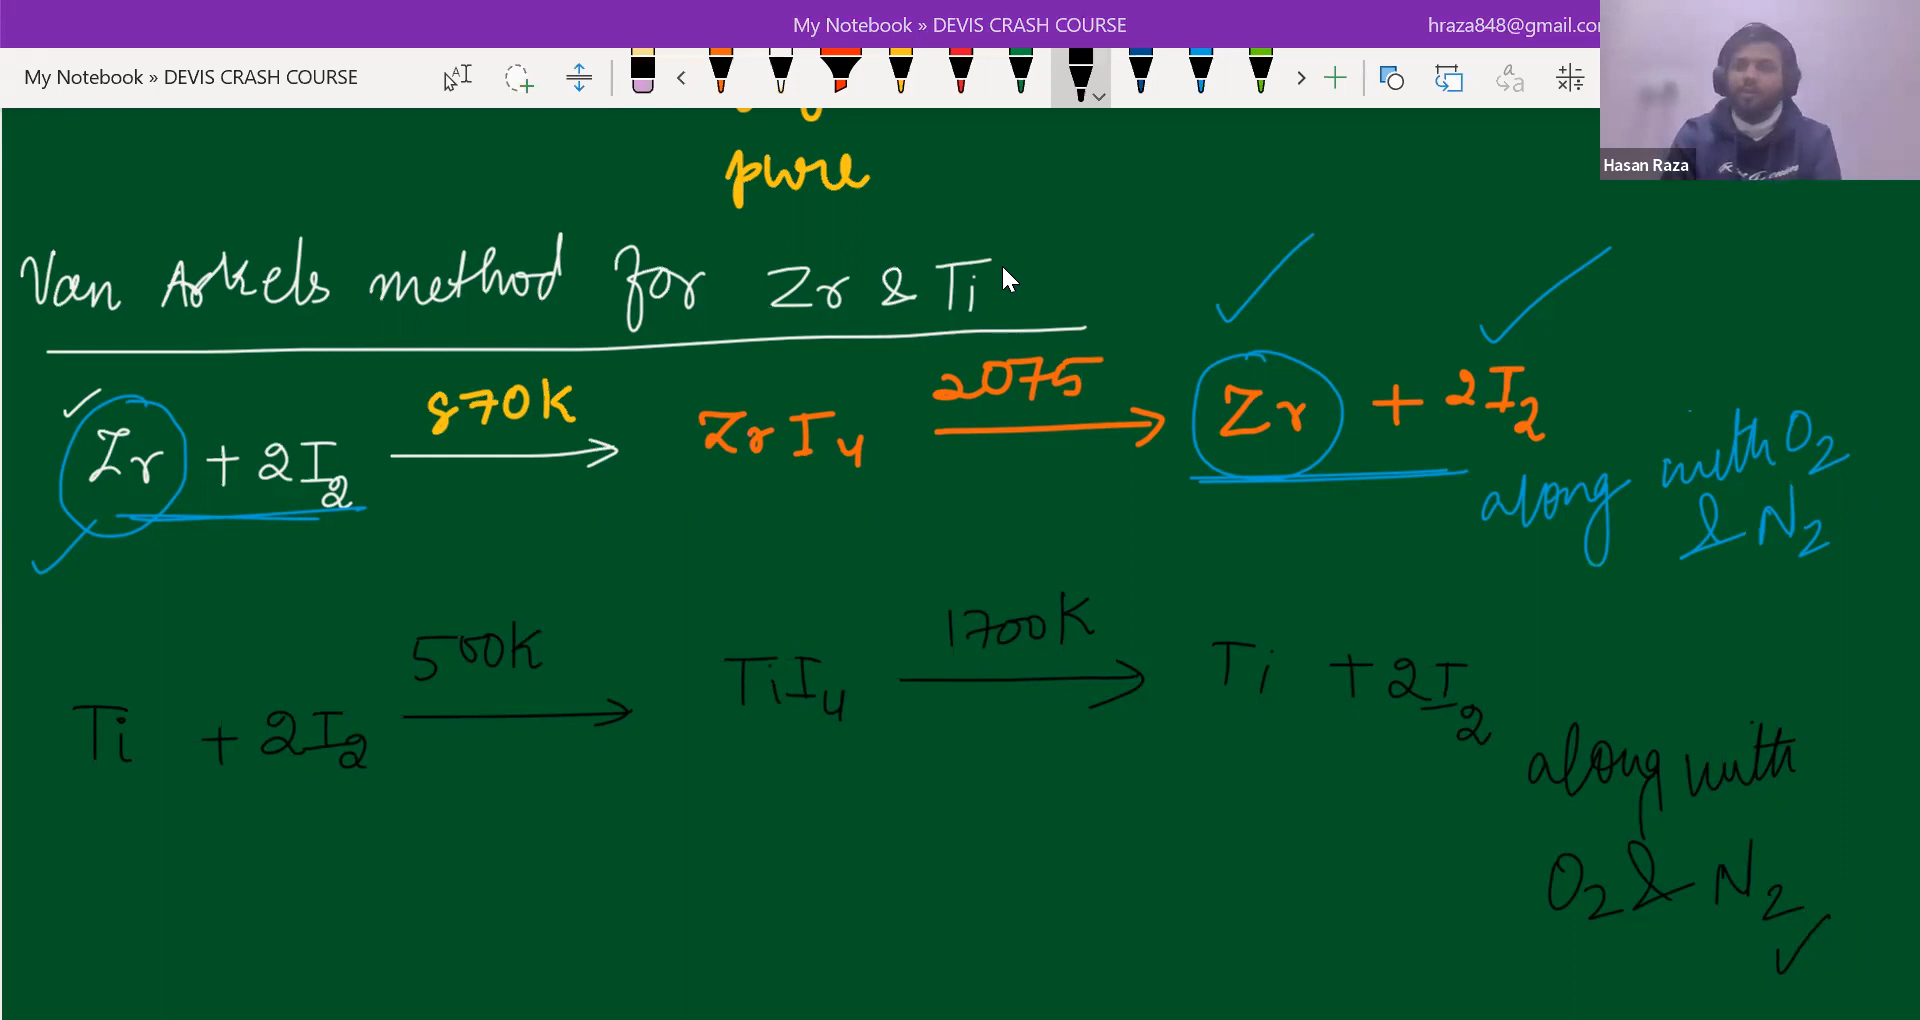 My Notebook » DEVIS CRASH COURSE
hraza848@gmail.co
My Notebook » DEVIS CRASH COURSE
Hasan Raza
pure
Van Arkels method for Zr & Ti
Zr + 2I2 870K ZrI4 2075 Zr + 2I2
along with O2
& N2
Ti + 2I2 500K TiI4 1700K Ti + 2I2
along with
O2 & N2